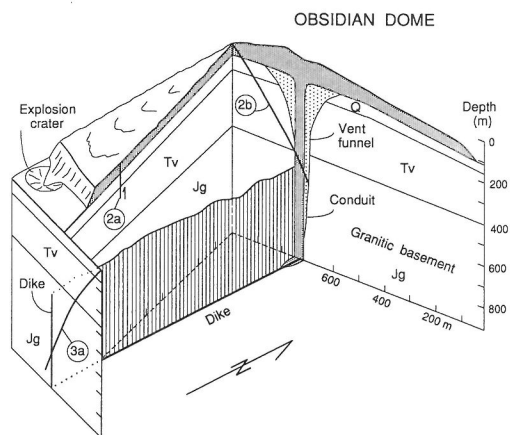 OBSIDIAN DOME
Explosion
crater
2b
Q
Depth
(m)
0
Vent
funnel
Tv
1
2a
Tv
200
Jg
Conduit
400
Tv
Granitic basement
Jg
600
Dike
600
400
200 m
800
Jg
3a
Dike
N